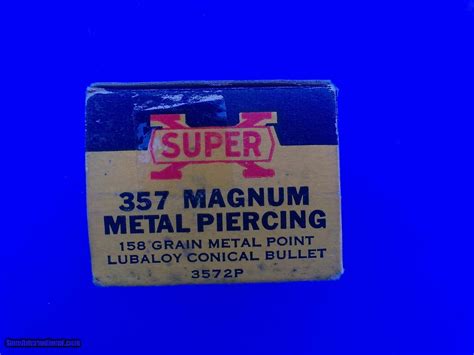 SUPER X
357 MAGNUM
METAL PIERCING
158 GRAIN METAL POINT
LUBALOY CONICAL BULLET
3572P